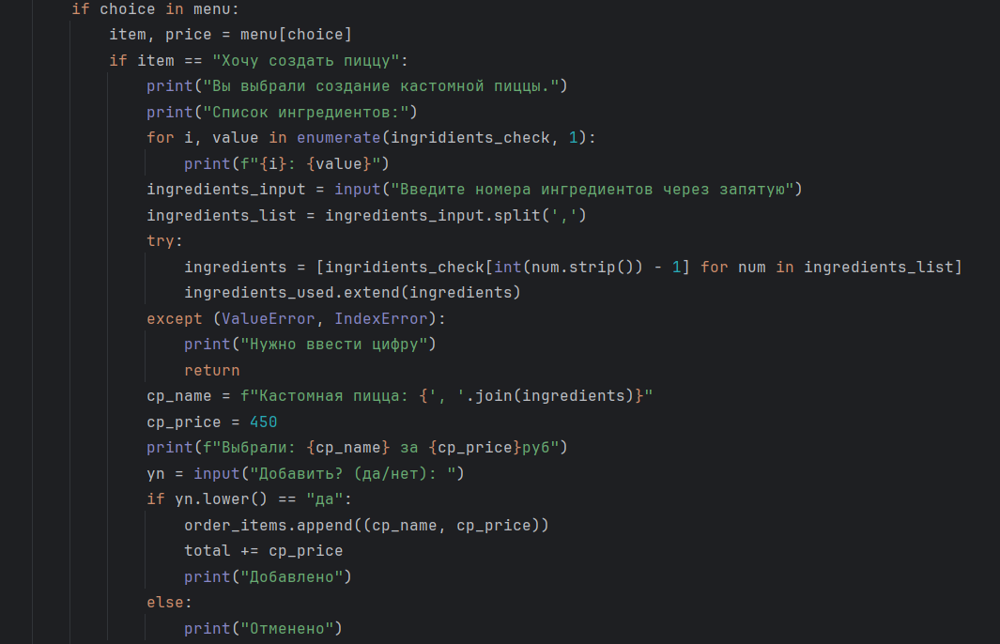 if choice in menu:
    item, price = menu[choice]
    if item == "Хочу создать пиццу":
        print("Вы выбрали создание кастомной пиццы.")
        print("Список ингредиентов:")
        for i, value in enumerate(ingridients_check, 1):
            print(f"{i}: {value}")
        ingredients_input = input("Введите номера ингредиентов через запятую")
        ingredients_list = ingredients_input.split(',')
        try:
            ingredients = [ingridients_check[int(num.strip()) - 1] for num in ingredients_list]
            ingredients_used.extend(ingredients)
        except (ValueError, IndexError):
            print("Нужно ввести цифру")
            return
        cp_name = f"Кастомная пицца: {', '.join(ingredients)}"
        cp_price = 450
        print(f"Выбрали: {cp_name} за {cp_price}руб")
        yn = input("Добавить? (да/нет): ")
        if yn.lower() == "да":
            order_items.append((cp_name, cp_price))
            total += cp_price
            print("Добавлено")
        else:
            print("Отменено")